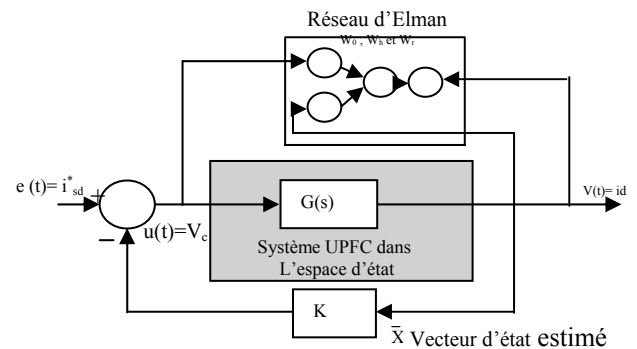 Réseau d'Elman
W₀ , Wₕ et Wᵣ
e (t)= i*sd
+
−
u(t)=Vc
G(s)
V(t)= id
Système UPFC dans
L'espace d'état
K
X̄ Vecteur d'état estimé